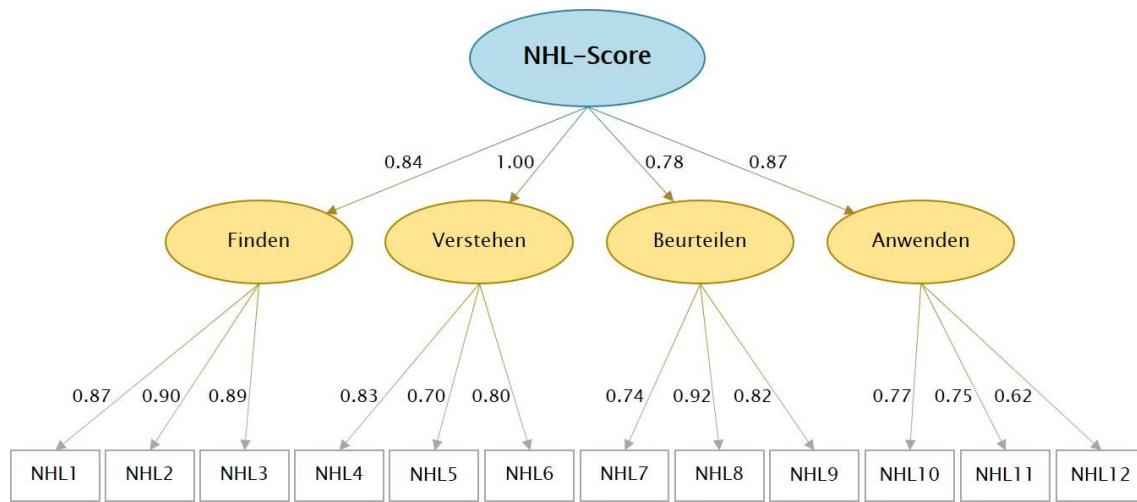 NHL-Score
0.84 1.00 0.78 0.87
Finden Verstehen Beurteilen Anwenden
0.87 0.90 0.89 0.83 0.70 0.80 0.74 0.92 0.82 0.77 0.75 0.62
NHL1 NHL2 NHL3 NHL4 NHL5 NHL6 NHL7 NHL8 NHL9 NHL10 NHL11 NHL12